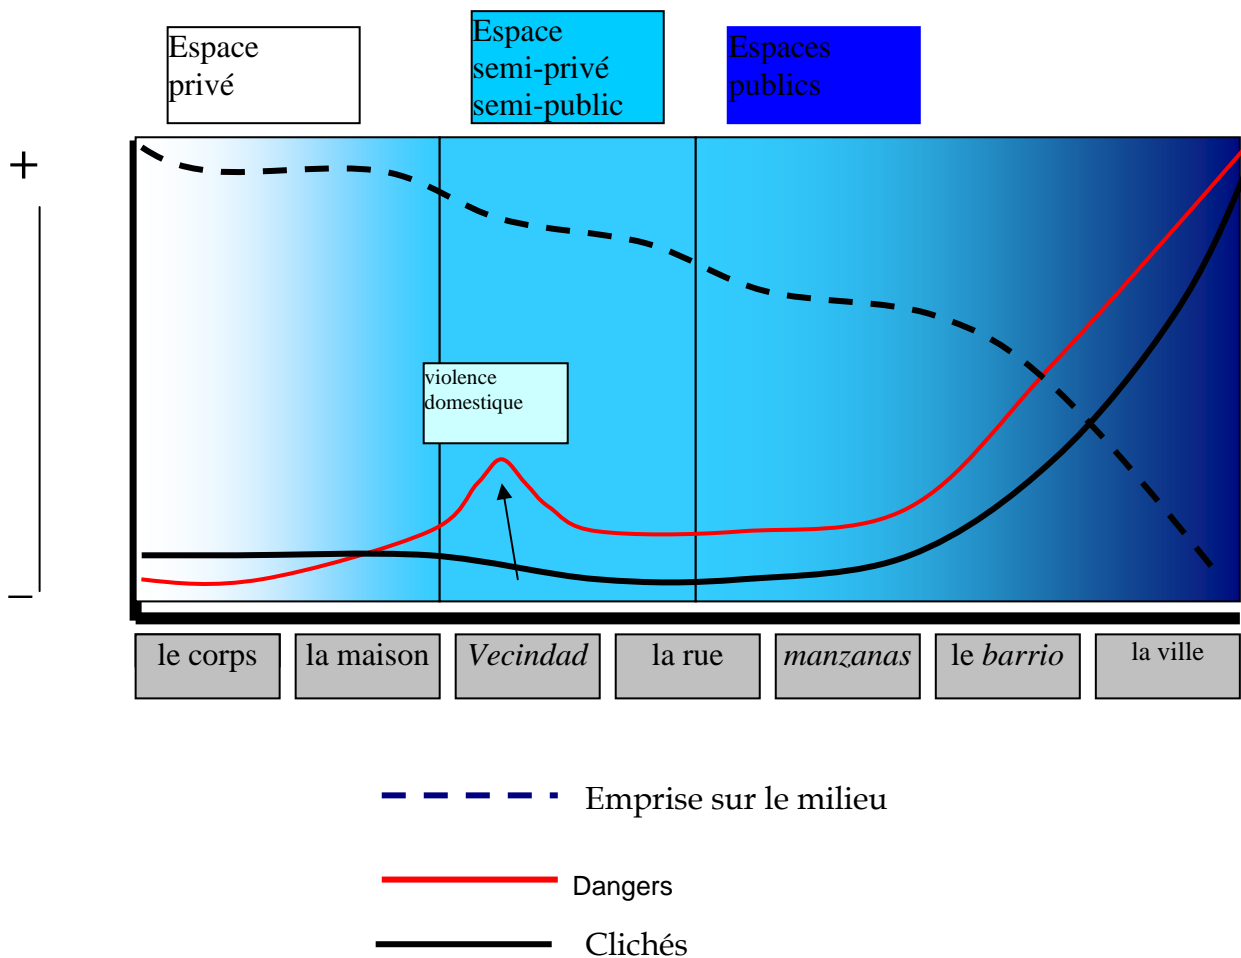 Espace
privé
Espace
semi-privé
semi-public
Espaces
publics
+
violence
domestique
–
le corps
la maison
Vecindad
la rue
manzanas
le barrio
la ville
Emprise sur le milieu
Dangers
Clichés